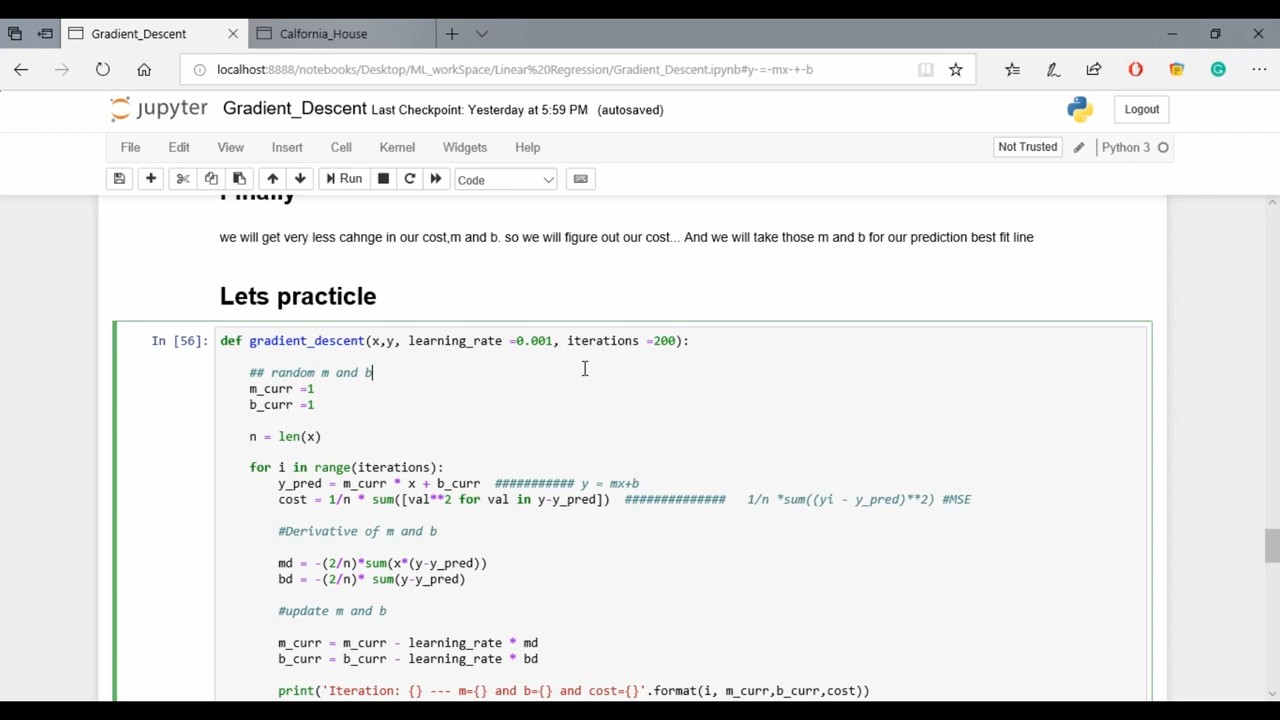 Gradient_Descent
Calfornia_House
localhost:8888/notebooks/Desktop/ML_workSpace/Linear%20Regression/Gradient_Descent.ipynb#y-=-mx-+-b
jupyter Gradient_Descent Last Checkpoint: Yesterday at 5:59 PM (autosaved)
Logout
File Edit View Insert Cell Kernel Widgets Help
Not Trusted
Python 3
Run
Code
Finally
we will get very less cahnge in our cost,m and b. so we will figure out our cost... And we will take those m and b for our prediction best fit line
Lets practicle
In [56]: def gradient_descent(x,y, learning_rate =0.001, iterations =200):
## random m and b
m_curr =1
b_curr =1
n = len(x)
for i in range(iterations):
y_pred = m_curr * x + b_curr ########### y = mx+b
cost = 1/n * sum([val**2 for val in y-y_pred]) ############## 1/n *sum((yi - y_pred)**2) #MSE
#Derivative of m and b
md = -(2/n)*sum(x*(y-y_pred))
bd = -(2/n)* sum(y-y_pred)
#update m and b
m_curr = m_curr - learning_rate * md
b_curr = b_curr - learning_rate * bd
print('Iteration: {} --- m={} and b={} and cost={}'.format(i, m_curr,b_curr,cost))